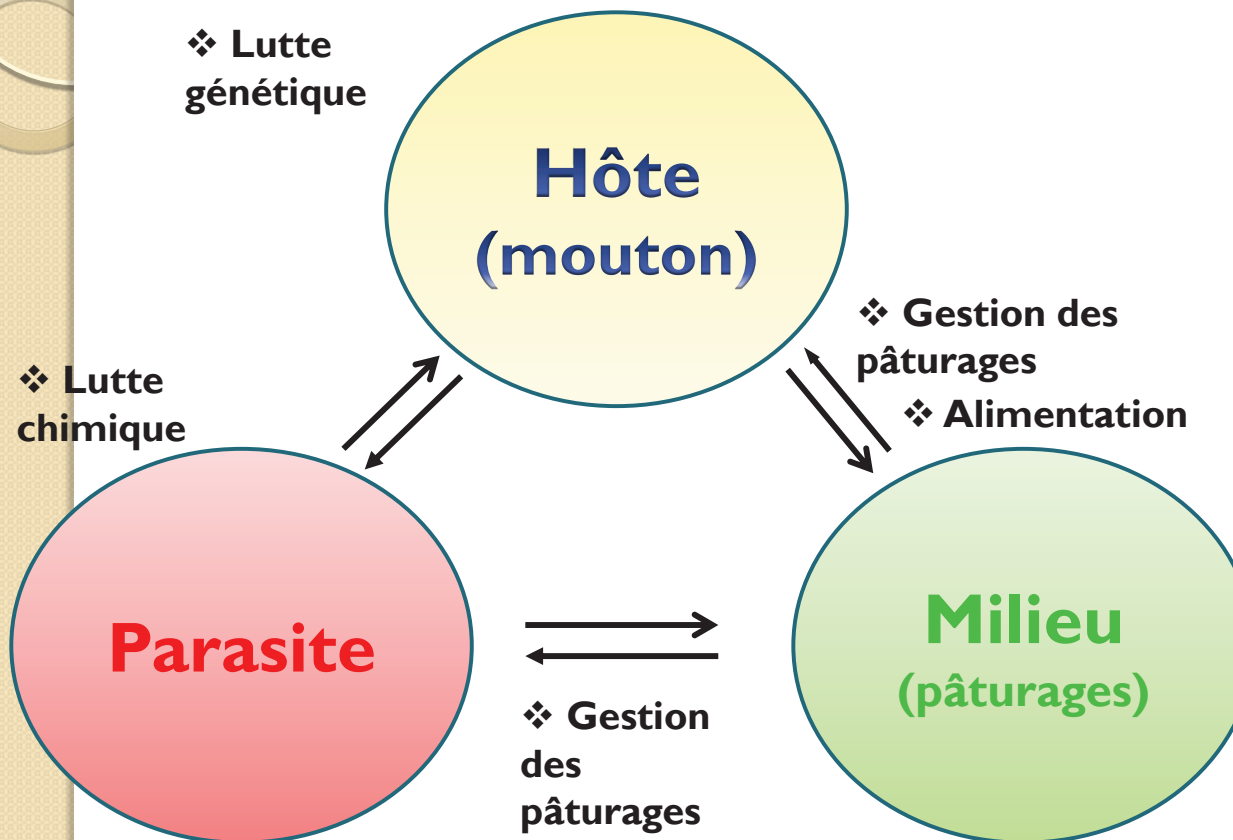 ❖ Lutte
génétique
Hôte
(mouton)
❖ Gestion des
pâturages
❖ Alimentation
❖ Lutte
chimique
Parasite
Milieu
(pâturages)
❖ Gestion
des
pâturages